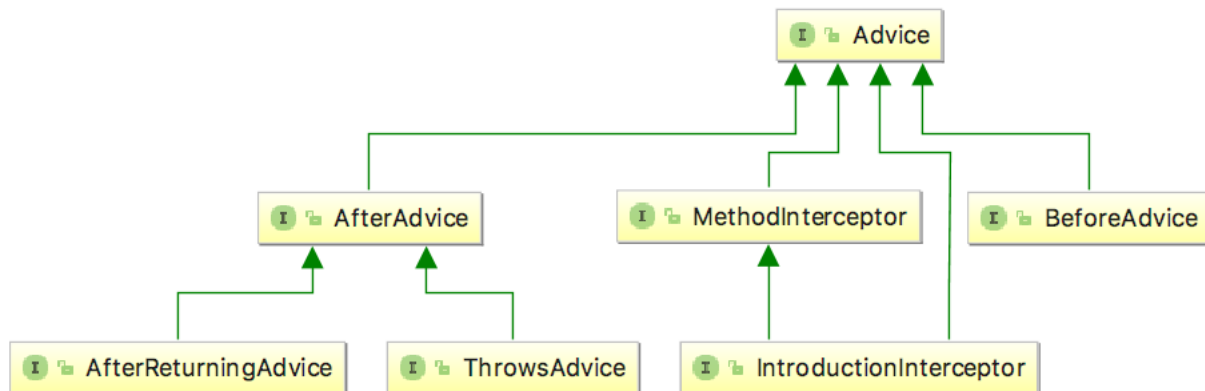 Advice
AfterAdvice
MethodInterceptor
BeforeAdvice
AfterReturningAdvice
ThrowsAdvice
IntroductionInterceptor